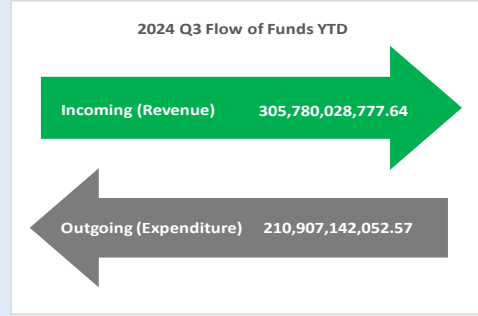 2024 Q3 Flow of Funds YTD
Incoming (Revenue) 305,780,028,777.64
Outgoing (Expenditure) 210,907,142,052.57